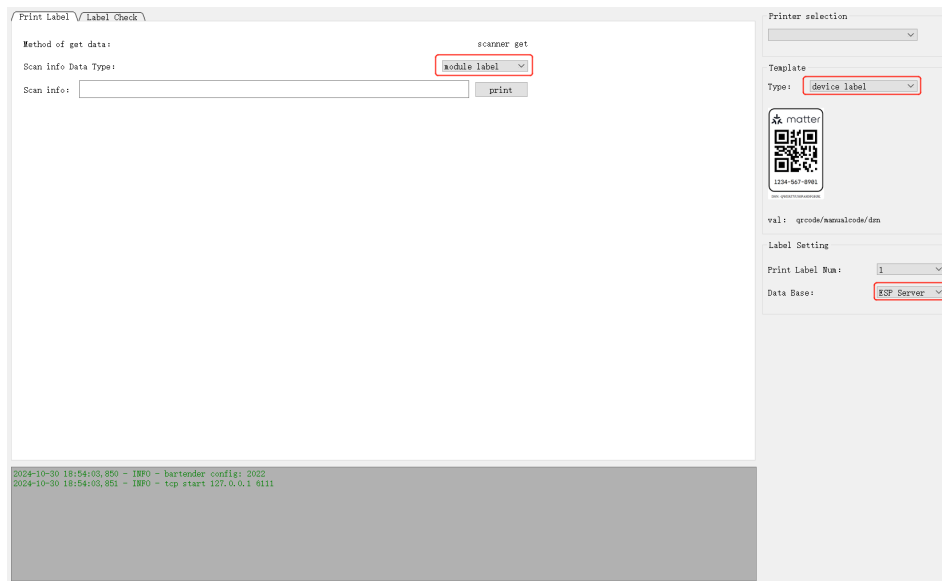 Print Label
Label Check
Method of get data:
scanner get
Scan info Data Type:
module label
Scan info:
print
2024-10-30 18:54:03,850 - INFO - bartender config: 2022
2024-10-30 18:54:03,851 - INFO - tcp start 127.0.0.1 6111
Printer selection
Template
Type:
device label
matter
1234-567-8901
val: qrcode/manualcode/dsn
Label Setting
Print Label Num:
1
Data Base:
ESP Server